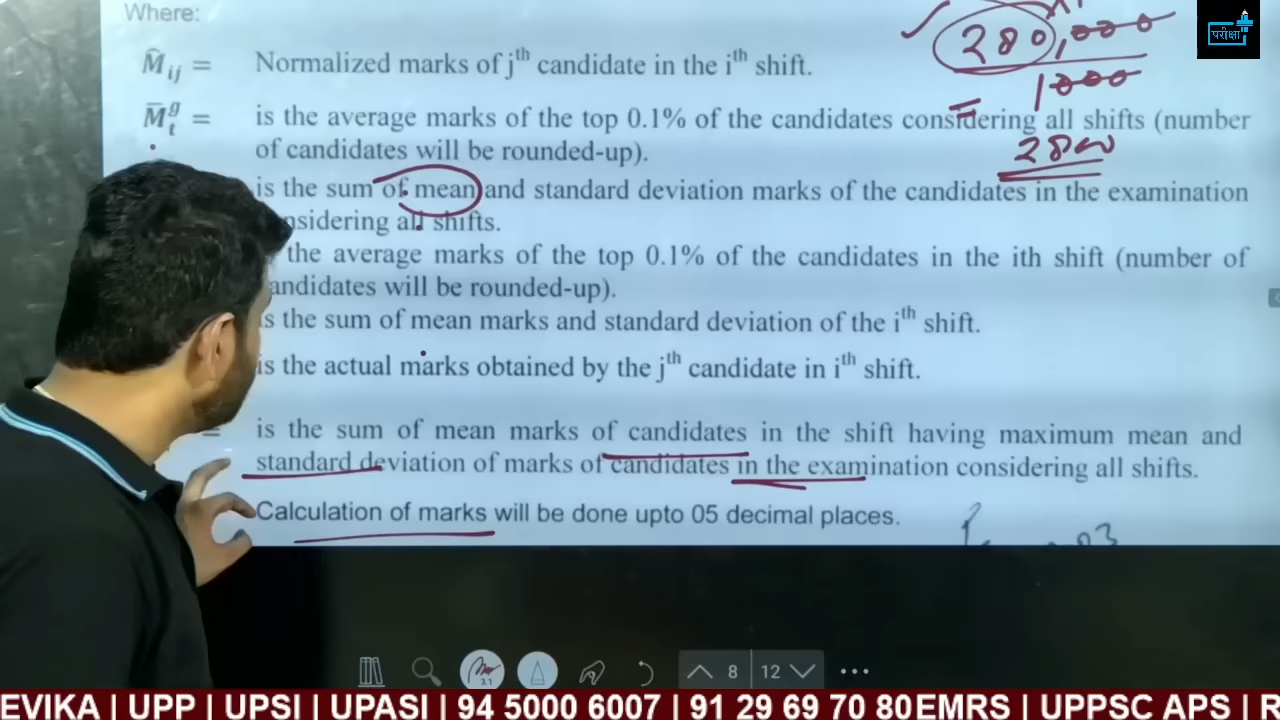 Where:
परीक्षा
280,000
1000
= 2800
M̂ij = Normalized marks of jth candidate in the ith shift.
M̄tg = is the average marks of the top 0.1% of the candidates considering all shifts (number
of candidates will be rounded-up).
is the sum of mean and standard deviation marks of the candidates in the examination
nsidering all shifts.
the average marks of the top 0.1% of the candidates in the ith shift (number of
andidates will be rounded-up).
s the sum of mean marks and standard deviation of the ith shift.
is the actual marks obtained by the jth candidate in ith shift.
= is the sum of mean marks of candidates in the shift having maximum mean and
standard deviation of marks of candidates in the examination considering all shifts.
Calculation of marks will be done upto 05 decimal places.
3.1
8 12
EVIKA | UPP | UPSI | UPASI | 94 5000 6007 | 91 29 69 70 80 EMRS | UPPSC APS | R